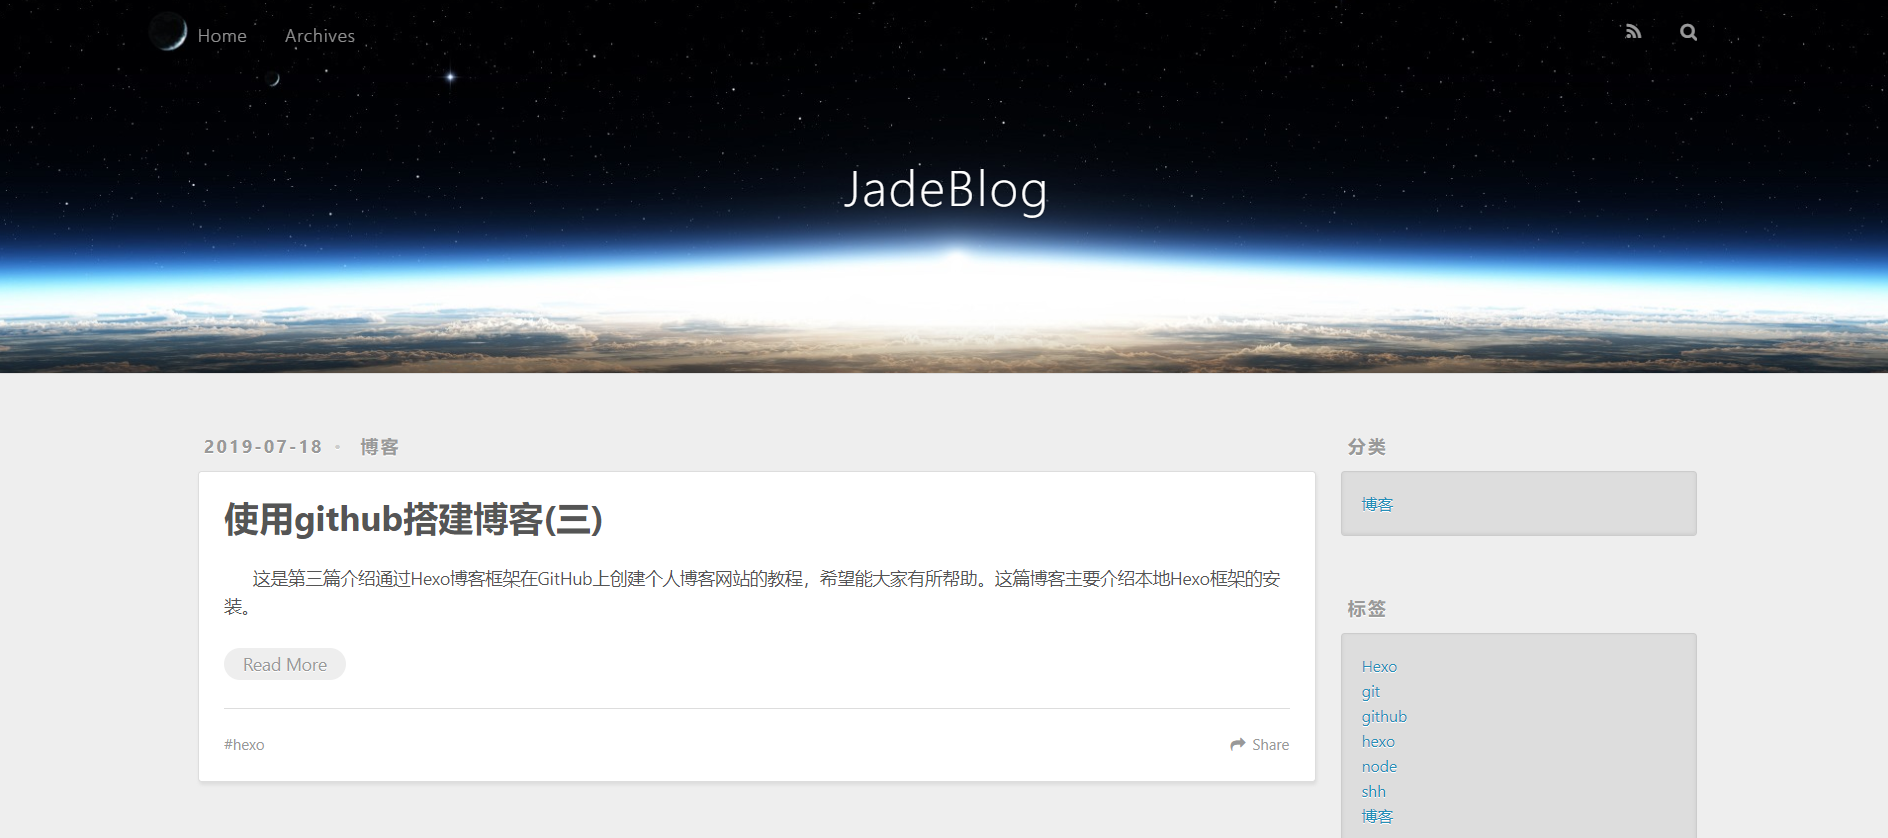 Home Archives
JadeBlog
2019-07-18 • 博客
使用github搭建博客(三)
这是第三篇介绍通过Hexo博客框架在GitHub上创建个人博客网站的教程，希望能大家有所帮助。这篇博客主要介绍本地Hexo框架的安
装。
Read More
#hexo
Share
分类
博客
标签
Hexo
git
github
hexo
node
shh
博客